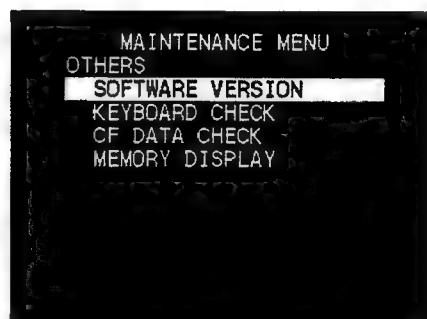 MAINTENANCE MENU
OTHERS
SOFTWARE VERSION
KEYBOARD CHECK
CF DATA CHECK
MEMORY DISPLAY